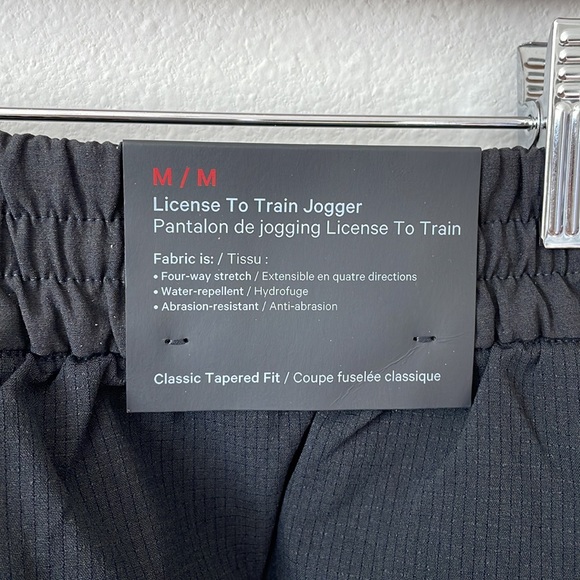 M / M
License To Train Jogger
Pantalon de jogging License To Train
Fabric is: / Tissu :
• Four-way stretch / Extensible en quatre directions
• Water-repellent / Hydrofuge
• Abrasion-resistant / Anti-abrasion
Classic Tapered Fit / Coupe fuselée classique